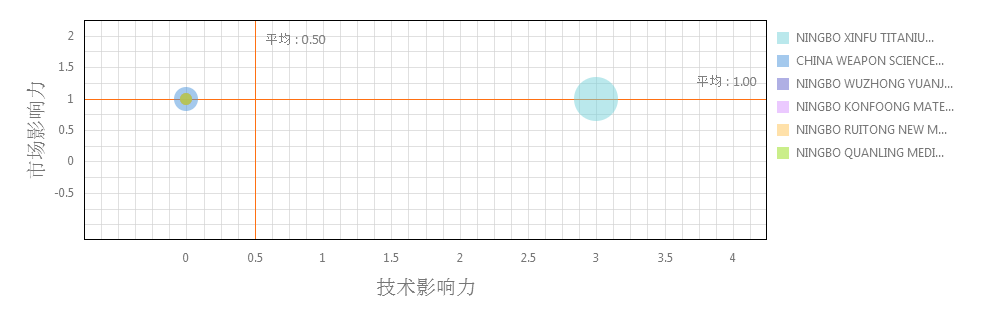 平均 : 0.50
平均 : 1.00
2
1.5
1
0.5
0
-0.5
市场影响力
0
0.5
1
1.5
2
2.5
3
3.5
4
技术影响力
NINGBO XINFU TITANIU...
CHINA WEAPON SCIENCE...
NINGBO WUZHONG YUANJ...
NINGBO KONFOONG MATE...
NINGBO RUITONG NEW M...
NINGBO QUANLING MEDI...